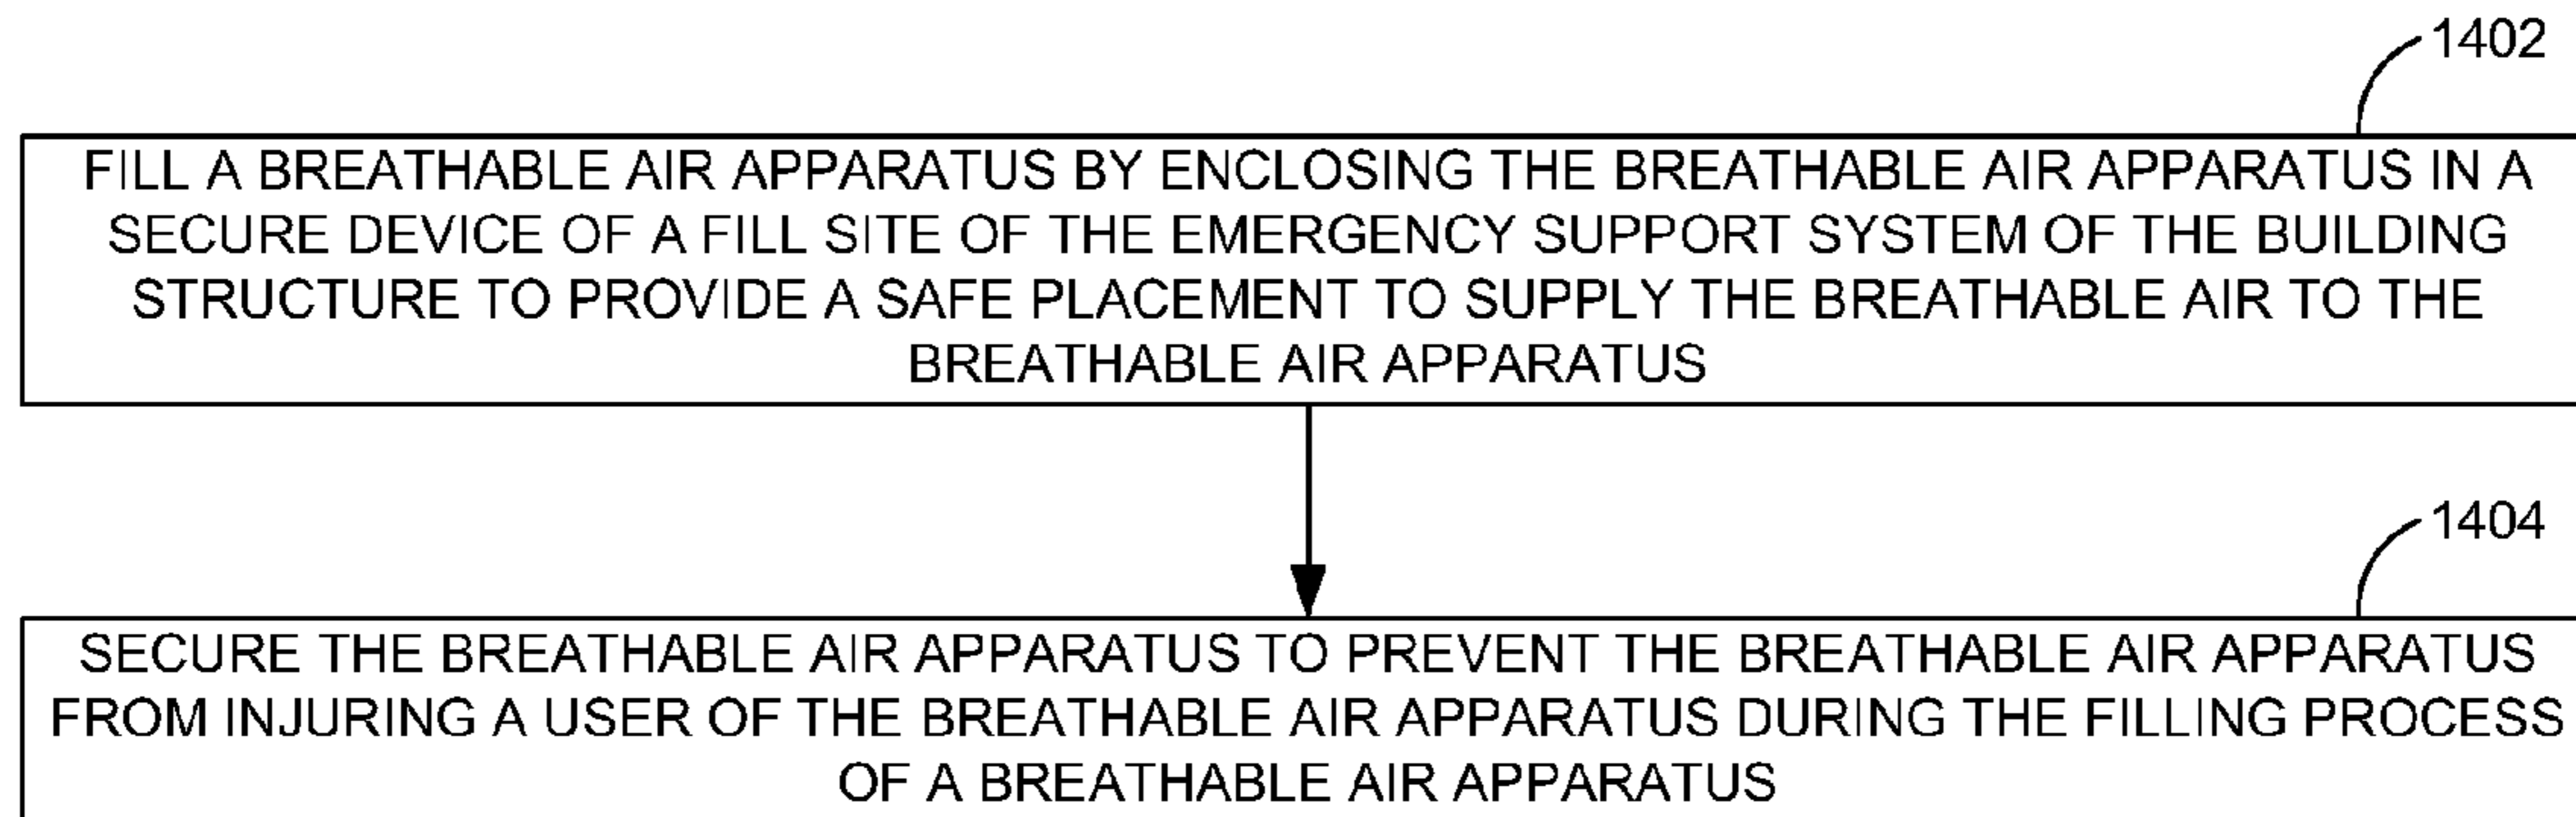 1402
FILL A BREATHABLE AIR APPARATUS BY ENCLOSING THE BREATHABLE AIR APPARATUS IN A
SECURE DEVICE OF A FILL SITE OF THE EMERGENCY SUPPORT SYSTEM OF THE BUILDING
STRUCTURE TO PROVIDE A SAFE PLACEMENT TO SUPPLY THE BREATHABLE AIR TO THE
BREATHABLE AIR APPARATUS
1404
SECURE THE BREATHABLE AIR APPARATUS TO PREVENT THE BREATHABLE AIR APPARATUS
FROM INJURING A USER OF THE BREATHABLE AIR APPARATUS DURING THE FILLING PROCESS
OF A BREATHABLE AIR APPARATUS